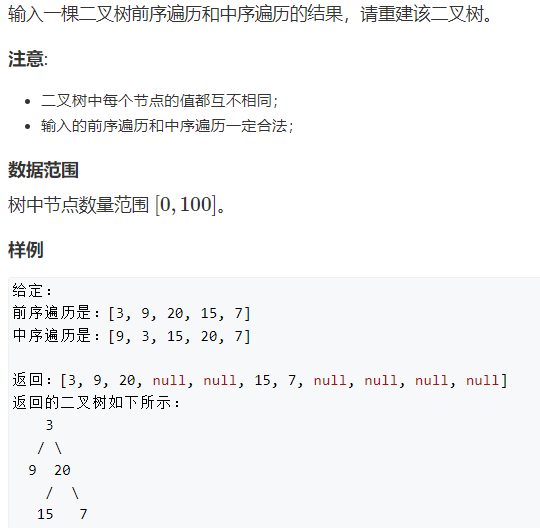 输入一棵二叉树前序遍历和中序遍历的结果，请重建该二叉树。
注意:
• 二叉树中每个节点的值都互不相同；
• 输入的前序遍历和中序遍历一定合法；
数据范围
树中节点数量范围 [0, 100]。
样例
给定：
前序遍历是：[3, 9, 20, 15, 7]
中序遍历是：[9, 3, 15, 20, 7]
返回：[3, 9, 20, null, null, 15, 7, null, null, null, null]
返回的二叉树如下所示：
    3
   / \
  9  20
    /  \
   15   7